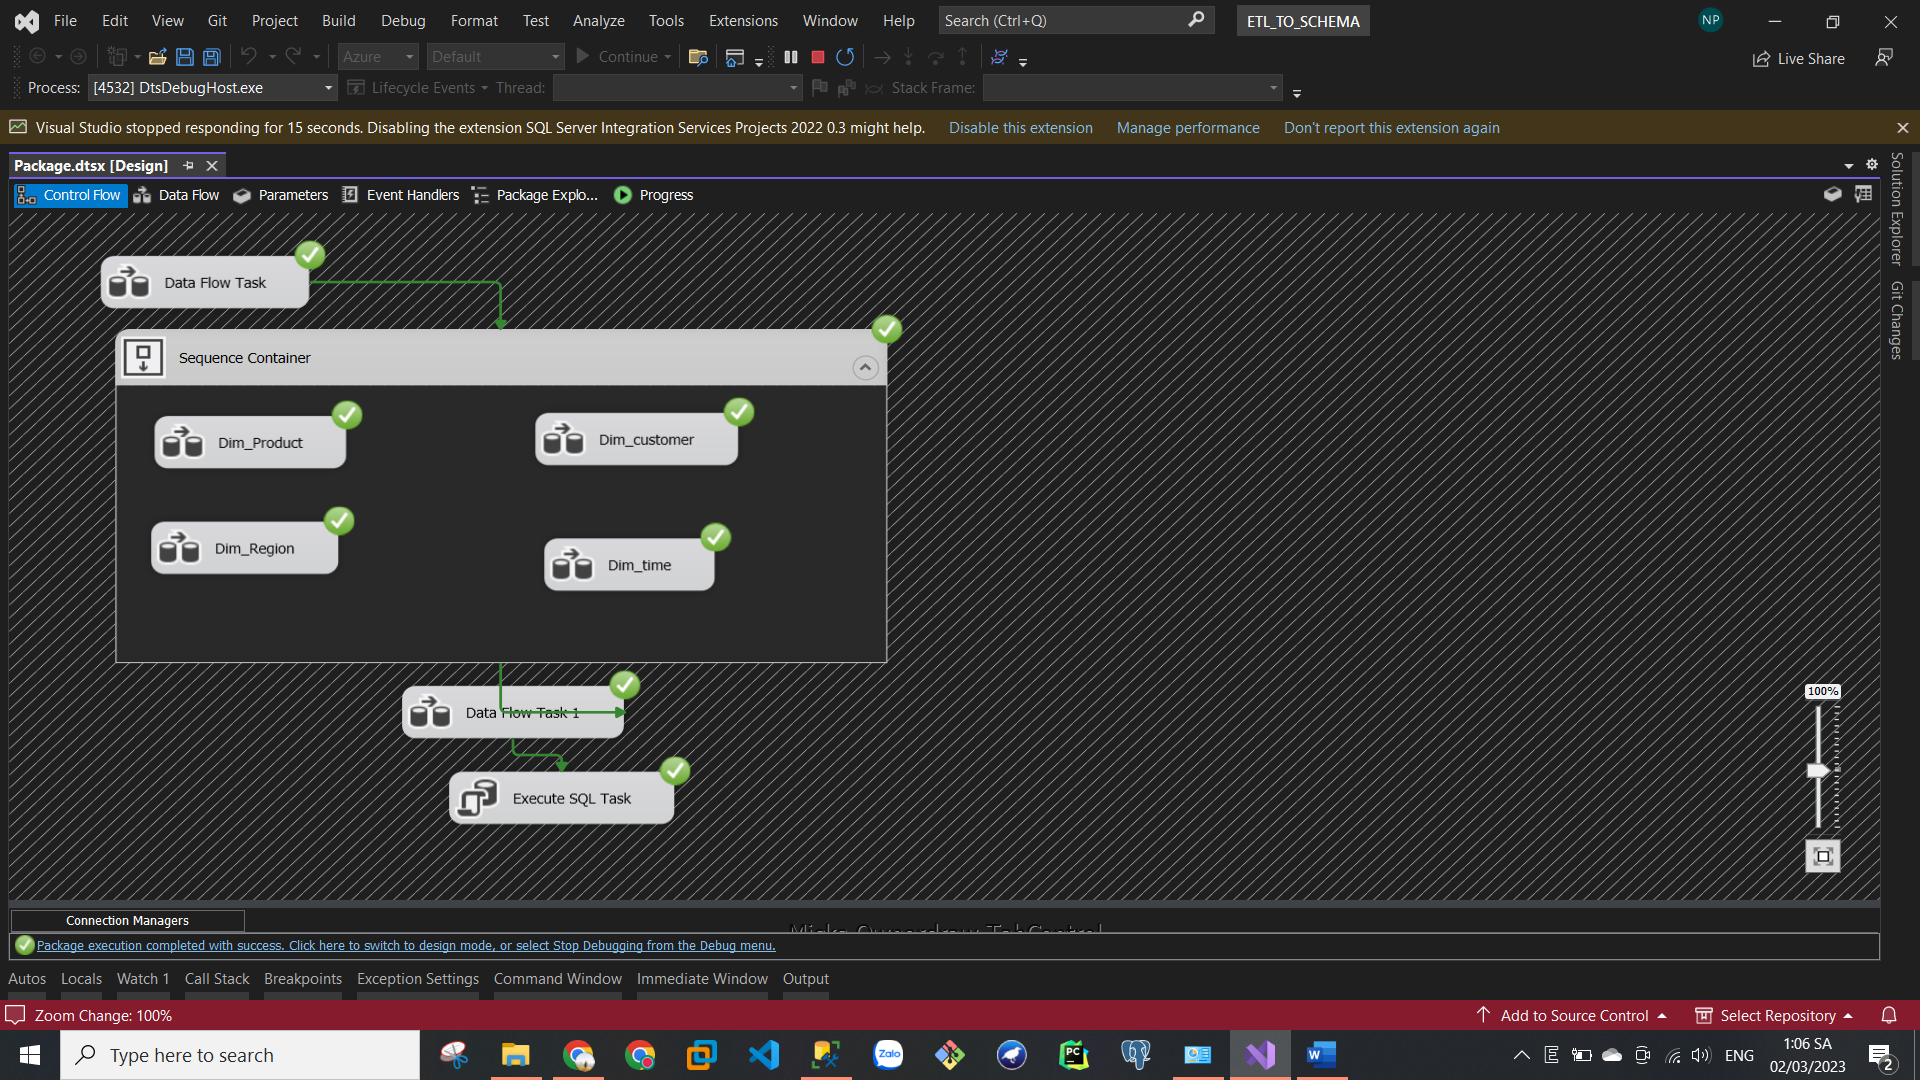 File Edit View Git Project Build Debug Format Test Analyze Tools Extensions Window Help Search (Ctrl+Q) ETL_TO_SCHEMA NP
Azure Default Continue Live Share
Process: [4532] DtsDebugHost.exe Lifecycle Events Thread: Stack Frame:
Visual Studio stopped responding for 15 seconds. Disabling the extension SQL Server Integration Services Projects 2022 0.3 might help. Disable this extension Manage performance Don't report this extension again
Package.dtsx [Design]
Control Flow Data Flow Parameters Event Handlers Package Explo... Progress
Solution Explorer
Git Changes
Data Flow Task
Sequence Container
Dim_Product
Dim_customer
Dim_Region
Dim_time
Data Flow Task 1
Execute SQL Task
100%
Connection Managers
Package execution completed with success. Click here to switch to design mode, or select Stop Debugging from the Debug menu.
Autos Locals Watch 1 Call Stack Breakpoints Exception Settings Command Window Immediate Window Output
Zoom Change: 100% Add to Source Control Select Repository
Type here to search Zalo PC W E ENG 1:06 SA
02/03/2023 2